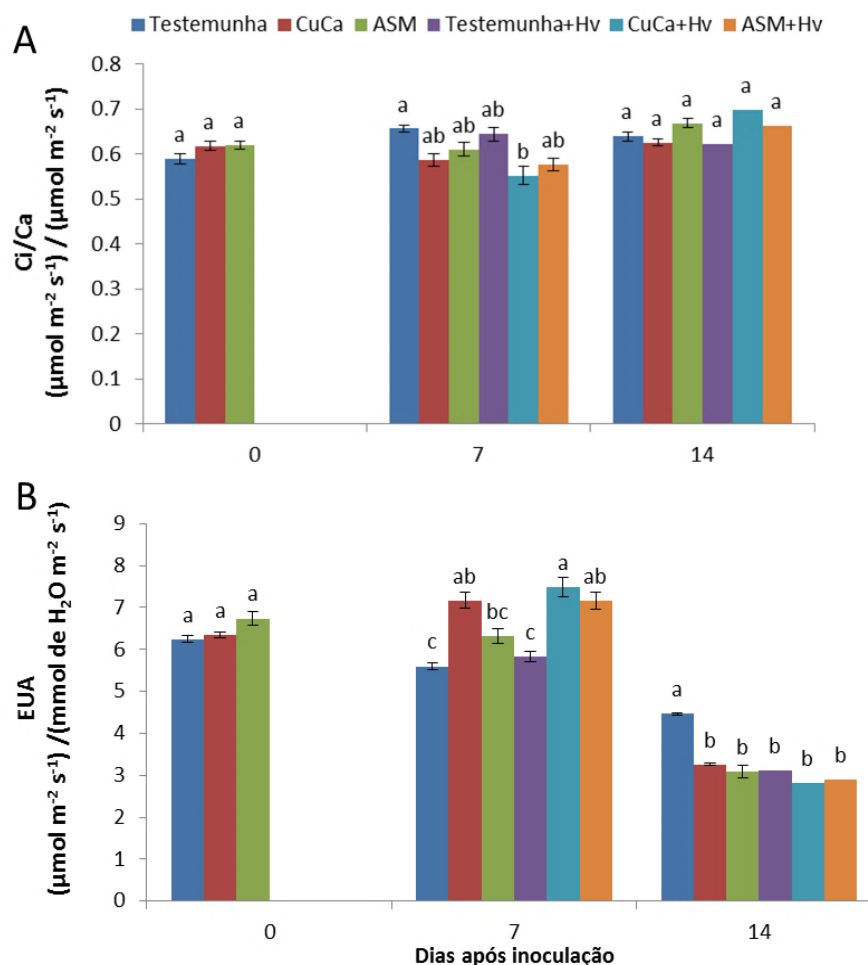 Testemunha CuCa ASM Testemunha+Hv CuCa+Hv ASM+Hv
A
Ci/Ca
(µmol m⁻² s⁻¹) / (µmol m⁻² s⁻¹)
0.8
0.7
0.6
0.5
0.4
0.3
0.2
0.1
0
a a a
a ab ab ab b ab
a a a a a a
0 7 14
B
EUA
(µmol m⁻² s⁻¹) /(mmol de H₂O m⁻² s⁻¹)
9
8
7
6
5
4
3
2
1
0
a a a
c ab bc c a ab
a b b b b b
0 7 14
Dias após inoculação